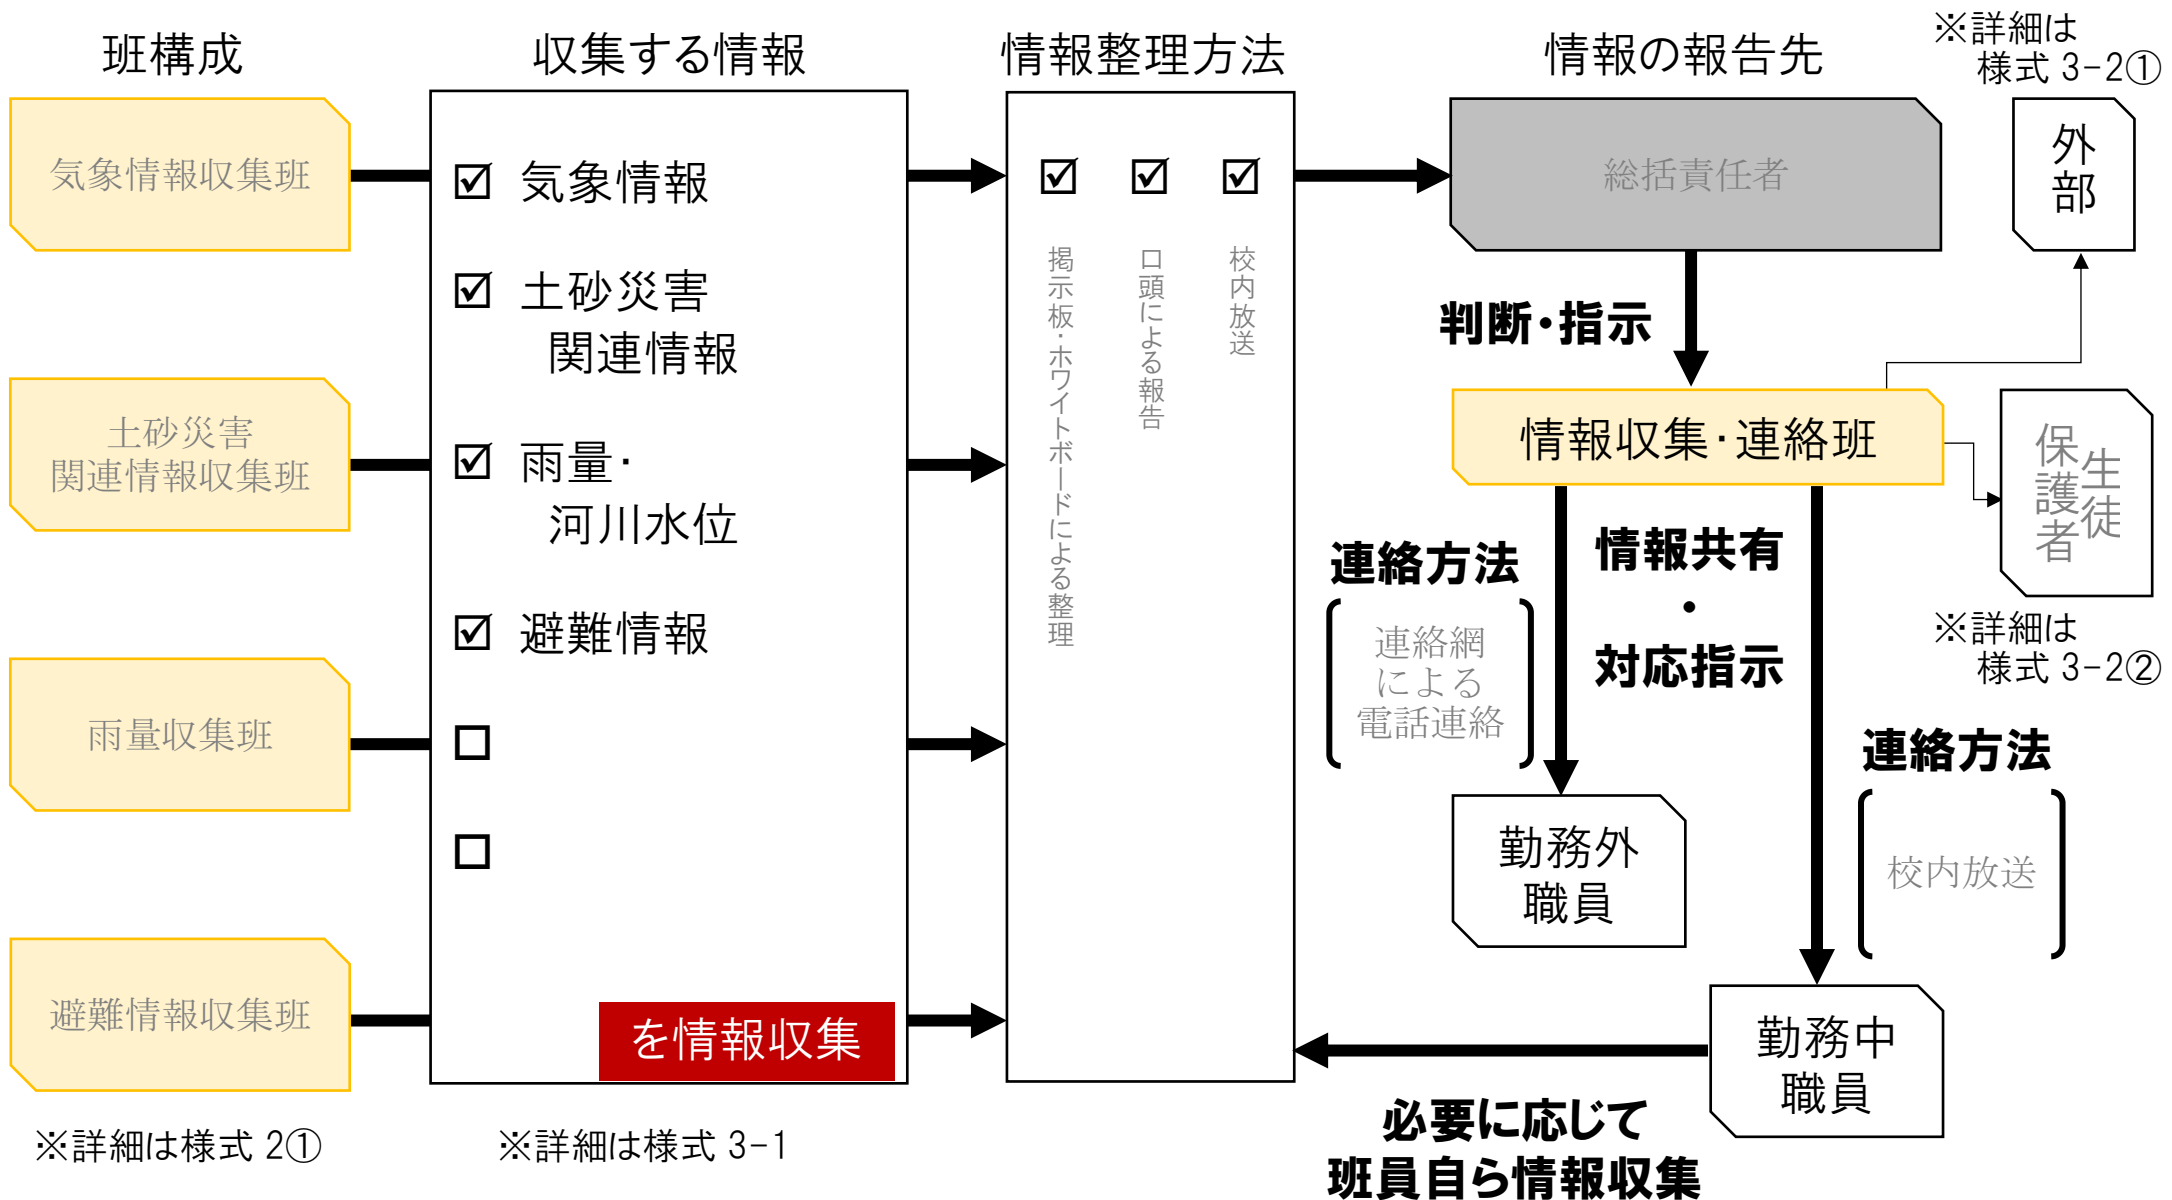 班構成
収集する情報
情報整理方法
情報の報告先
※詳細は
様式 3-2①
気象情報収集班
土砂災害
関連情報収集班
雨量収集班
避難情報収集班
※詳細は様式 2①
☑ 気象情報
☑ 土砂災害
関連情報
☑ 雨量・
河川水位
☑ 避難情報
☐
☐
を情報収集
※詳細は様式 3-1
☑ 掲示板・ホワイトボードによる整理
☑ 口頭による報告
☑ 校内放送
総括責任者
外部
判断・指示
情報収集・連絡班
生徒
保護者
※詳細は
様式 3-2②
連絡方法
連絡網
による
電話連絡
情報共有
・
対応指示
連絡方法
校内放送
勤務外
職員
勤務中
職員
必要に応じて
班員自ら情報収集